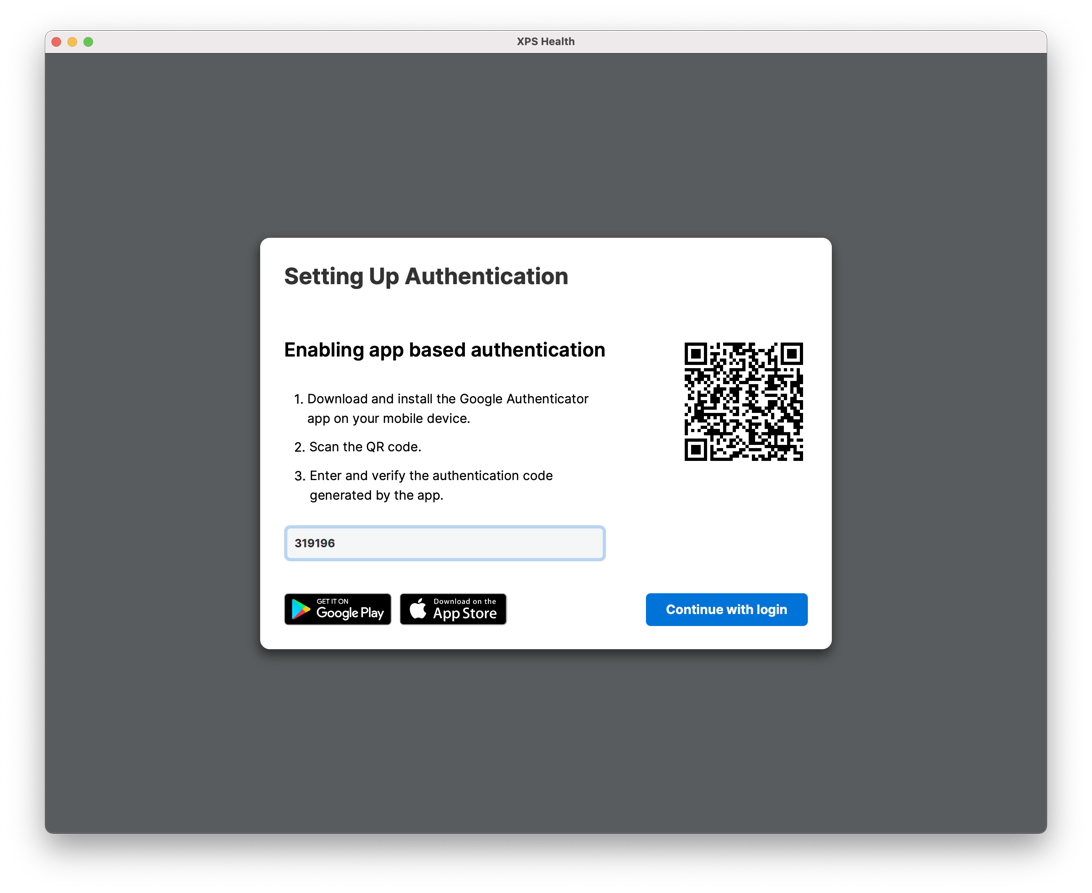 XPS Health
Setting Up Authentication
Enabling app based authentication
1. Download and install the Google Authenticator
app on your mobile device.
2. Scan the QR code.
3. Enter and verify the authentication code
generated by the app.
319196
GET IT ON
Google Play
Download on the
App Store
Continue with login